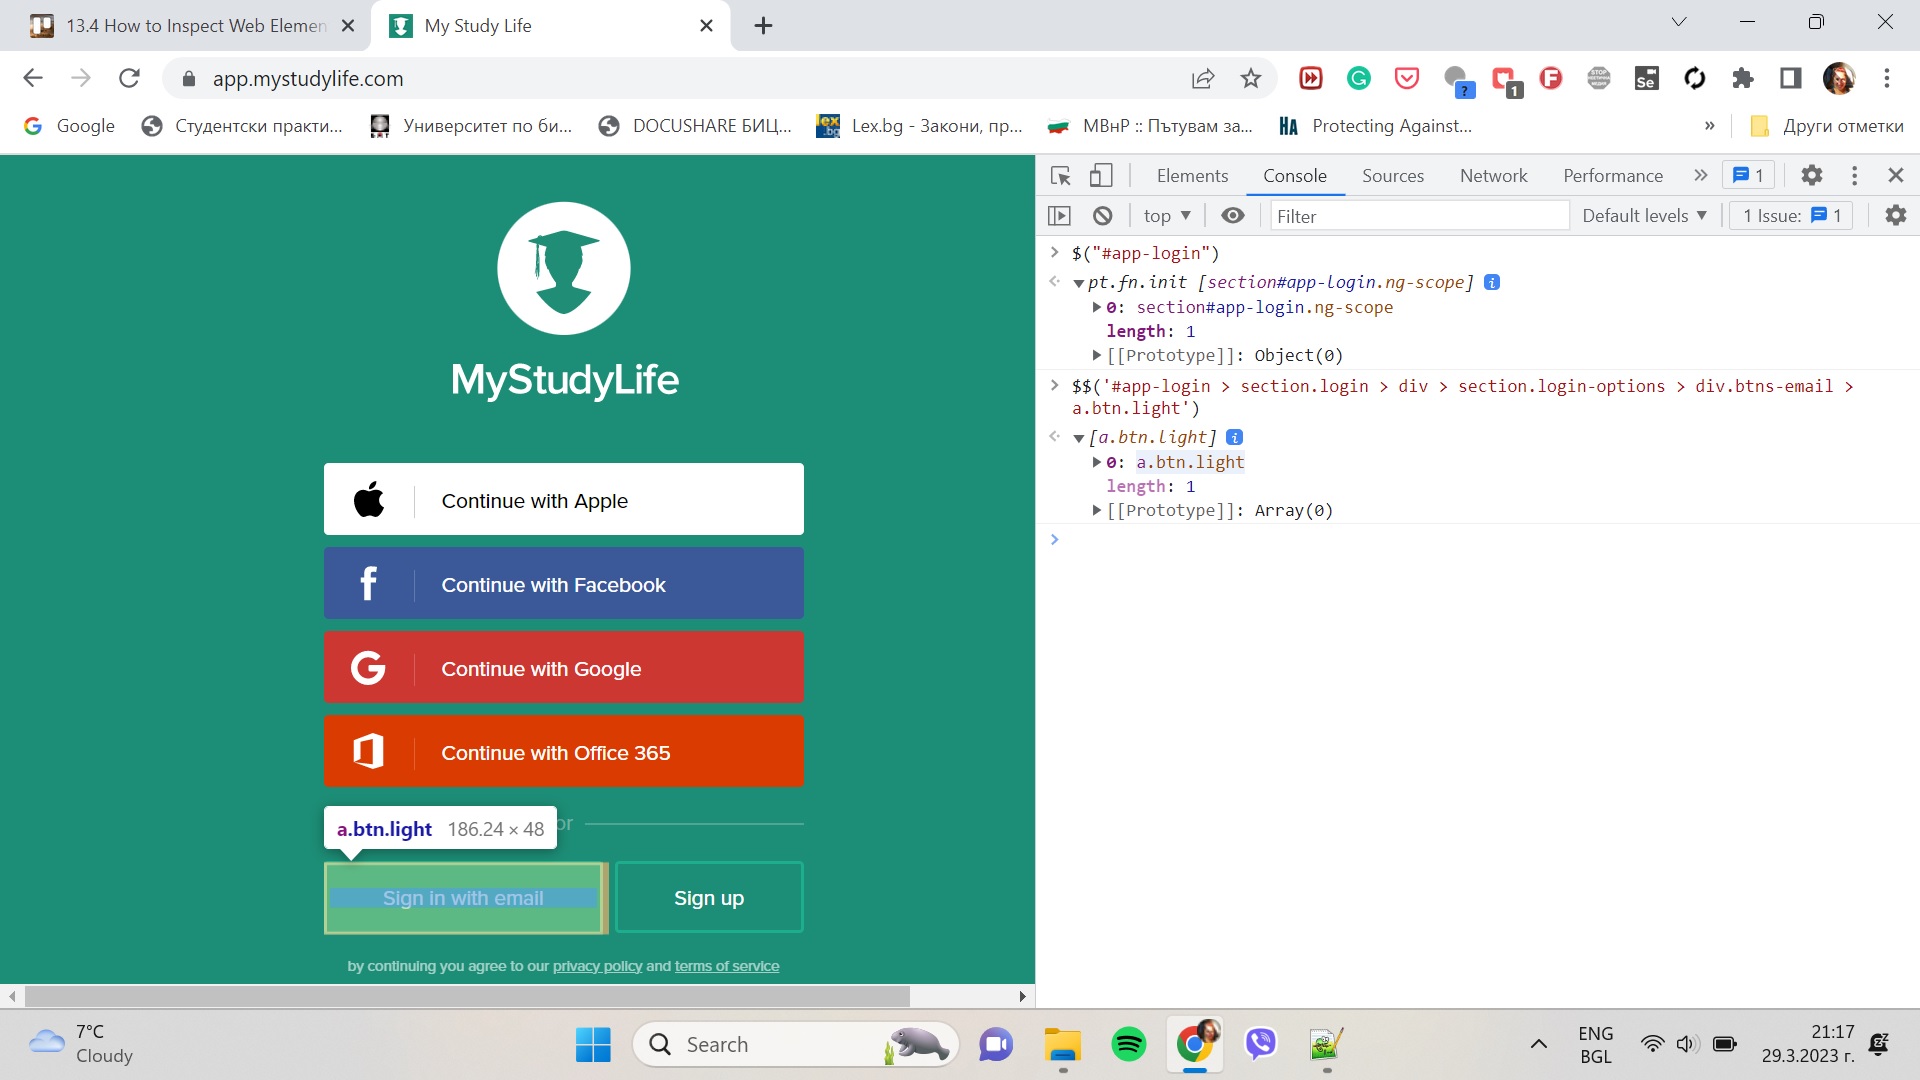 13.4 How to Inspect Web Elemen
My Study Life
app.mystudylife.com
?
1
F
STOP
Se
Google
Студентски практи...
Университет по би...
DOCUSHARE БИЦ...
Lex.bg - Закони, пр...
МВнР :: Пътувам за...
HA
Protecting Against...
»
Други отметки
Elements
Console
Sources
Network
Performance
»
1
top
Filter
Default levels
1 Issue: 1
$("#app-login")
pt.fn.init [section#app-login.ng-scope]
0: section#app-login.ng-scope
length: 1
[[Prototype]]: Object(0)
$$('#app-login > section.login > div > section.login-options > div.btns-email >
a.btn.light')
[a.btn.light]
0: a.btn.light
length: 1
[[Prototype]]: Array(0)
MyStudyLife
Continue with Apple
Continue with Facebook
Continue with Google
Continue with Office 365
a.btn.light 186.24 × 48
or
Sign in with email
Sign up
by continuing you agree to our privacy policy and terms of service
7°C
Cloudy
Search
ENG
BGL
21:17
29.3.2023 г.